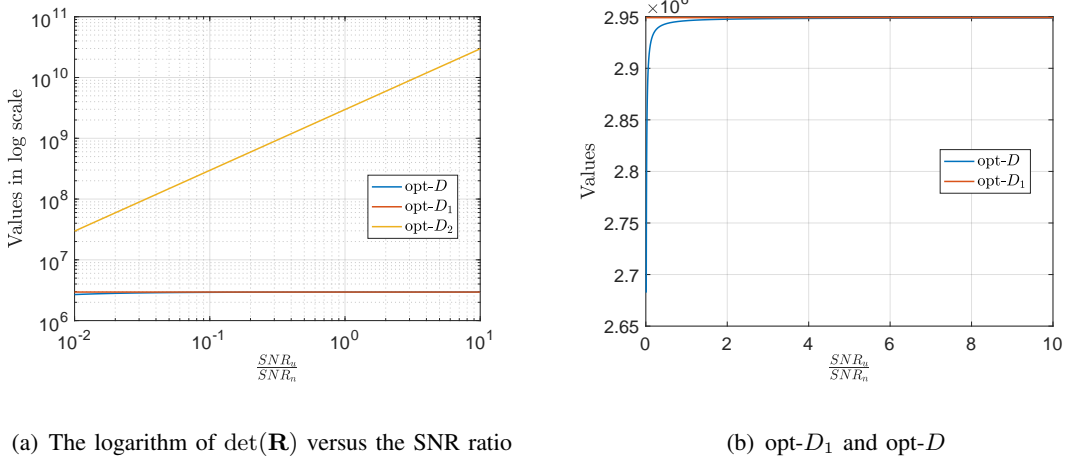 10^11
10^10
10^9
10^8
10^7
10^6
Values in log scale
opt-D
opt-D_1
opt-D_2
10^-2
10^-1
10^0
10^1
SNR_u
SNR_n
(a) The logarithm of det(R) versus the SNR ratio
2.95
2.9
2.85
2.8
2.75
2.7
2.65
Values
opt-D
opt-D_1
0
2
4
6
8
10
SNR_u
SNR_n
(b) opt-D_1 and opt-D